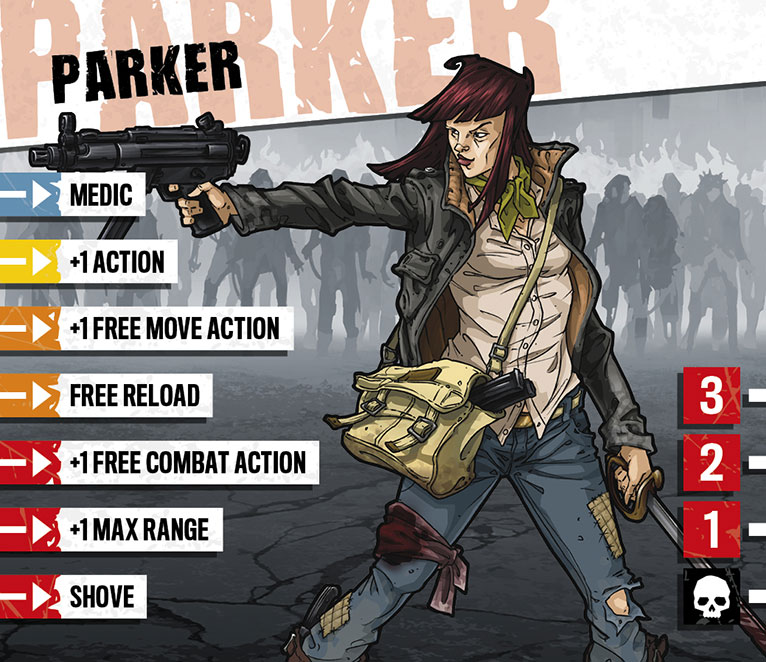 PARKER
PARKER
MEDIC
+1 ACTION
+1 FREE MOVE ACTION
FREE RELOAD
+1 FREE COMBAT ACTION
+1 MAX RANGE
SHOVE
3
2
1